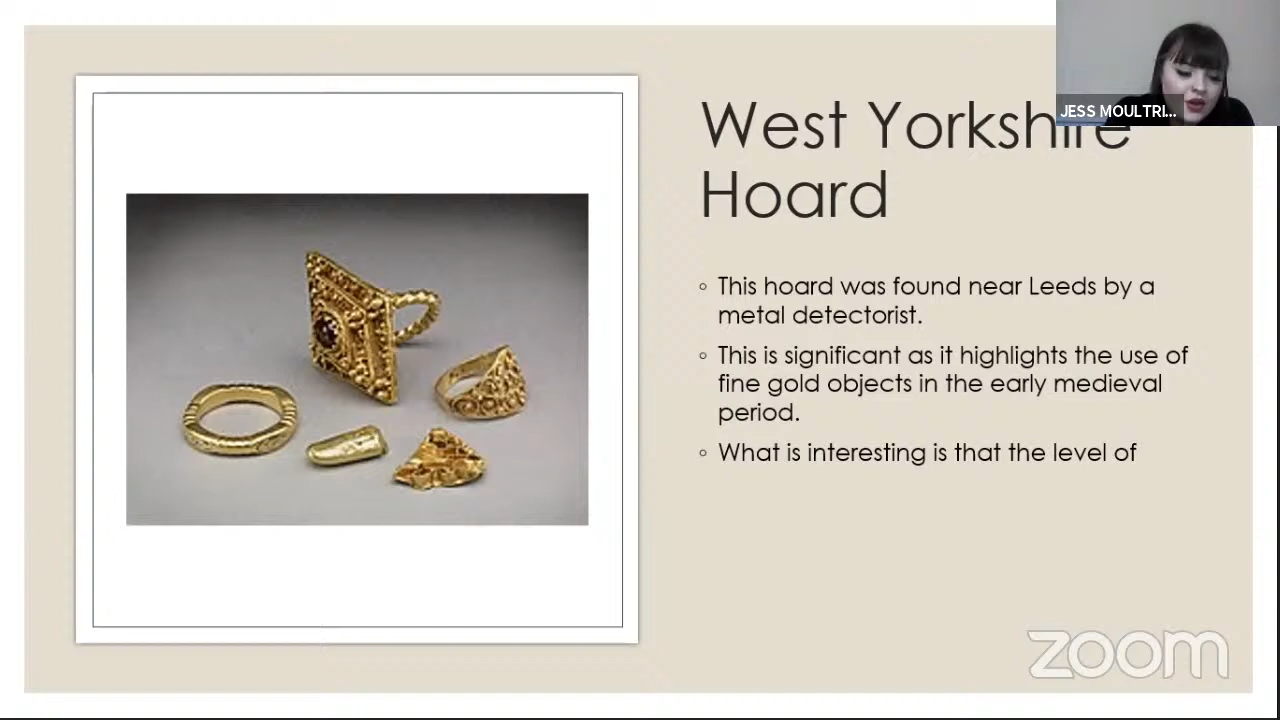 JESS MOULTRI...
West Yorkshire
Hoard
◦ This hoard was found near Leeds by a
metal detectorist.
◦ This is significant as it highlights the use of
fine gold objects in the early medieval
period.
◦ What is interesting is that the level of
zoom